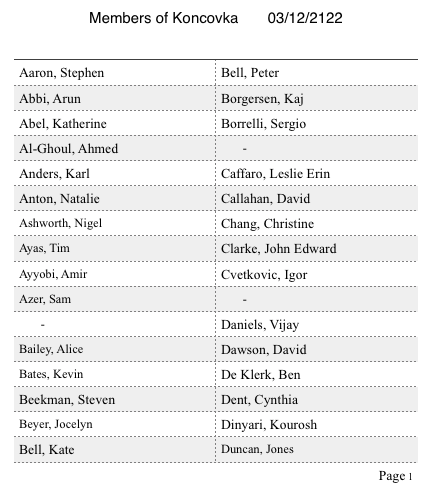 Members of Koncovka 03/12/2122
Aaron, Stephen
Abbi, Arun
Abel, Katherine
Al-Ghoul, Ahmed
Anders, Karl
Anton, Natalie
Ashworth, Nigel
Ayas, Tim
Ayyobi, Amir
Azer, Sam
-
Bailey, Alice
Bates, Kevin
Beekman, Steven
Beyer, Jocelyn
Bell, Kate
Bell, Peter
Borgersen, Kaj
Borrelli, Sergio
-
Caffaro, Leslie Erin
Callahan, David
Chang, Christine
Clarke, John Edward
Cvetkovic, Igor
-
Daniels, Vijay
Dawson, David
De Klerk, Ben
Dent, Cynthia
Dinyari, Kourosh
Duncan, Jones
Page 1